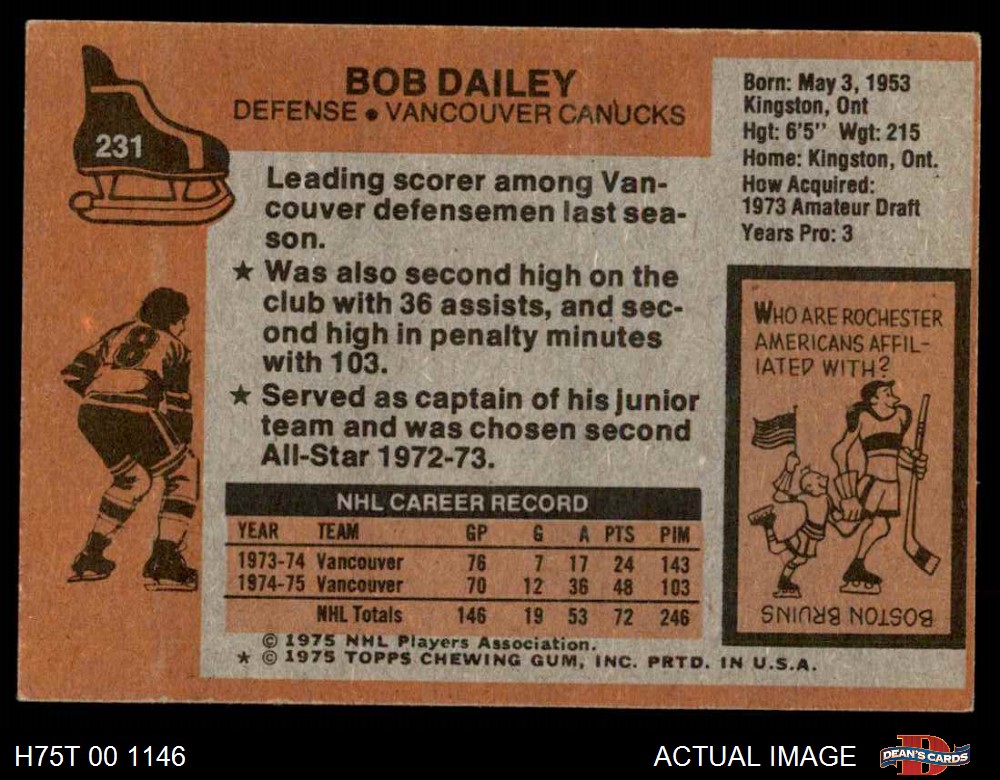 BOB DAILEY
DEFENSE • VANCOUVER CANUCKS
231
Leading scorer among Van-
couver defensemen last sea-
son.
★ Was also second high on the
club with 36 assists, and sec-
ond high in penalty minutes
with 103.
★ Served as captain of his junior
team and was chosen second
All-Star 1972-73.
Born: May 3, 1953
Kingston, Ont
Hgt: 6'5" Wgt: 215
Home: Kingston, Ont.
How Acquired:
1973 Amateur Draft
Years Pro: 3
WHO ARE ROCHESTER
AMERICANS AFFIL-
IATED WITH?
BOSTON BRUINS
8
NHL CAREER RECORD
YEAR TEAM GP G A PTS PIM
1973-74 Vancouver 76 7 17 24 143
1974-75 Vancouver 70 12 36 48 103
NHL Totals 146 19 53 72 246
© 1975 NHL Players Association.
★ © 1975 TOPPS CHEWING GUM, INC. PRTD. IN U.S.A.
H75T 00 1146
ACTUAL IMAGE
DEAN'S CARDS